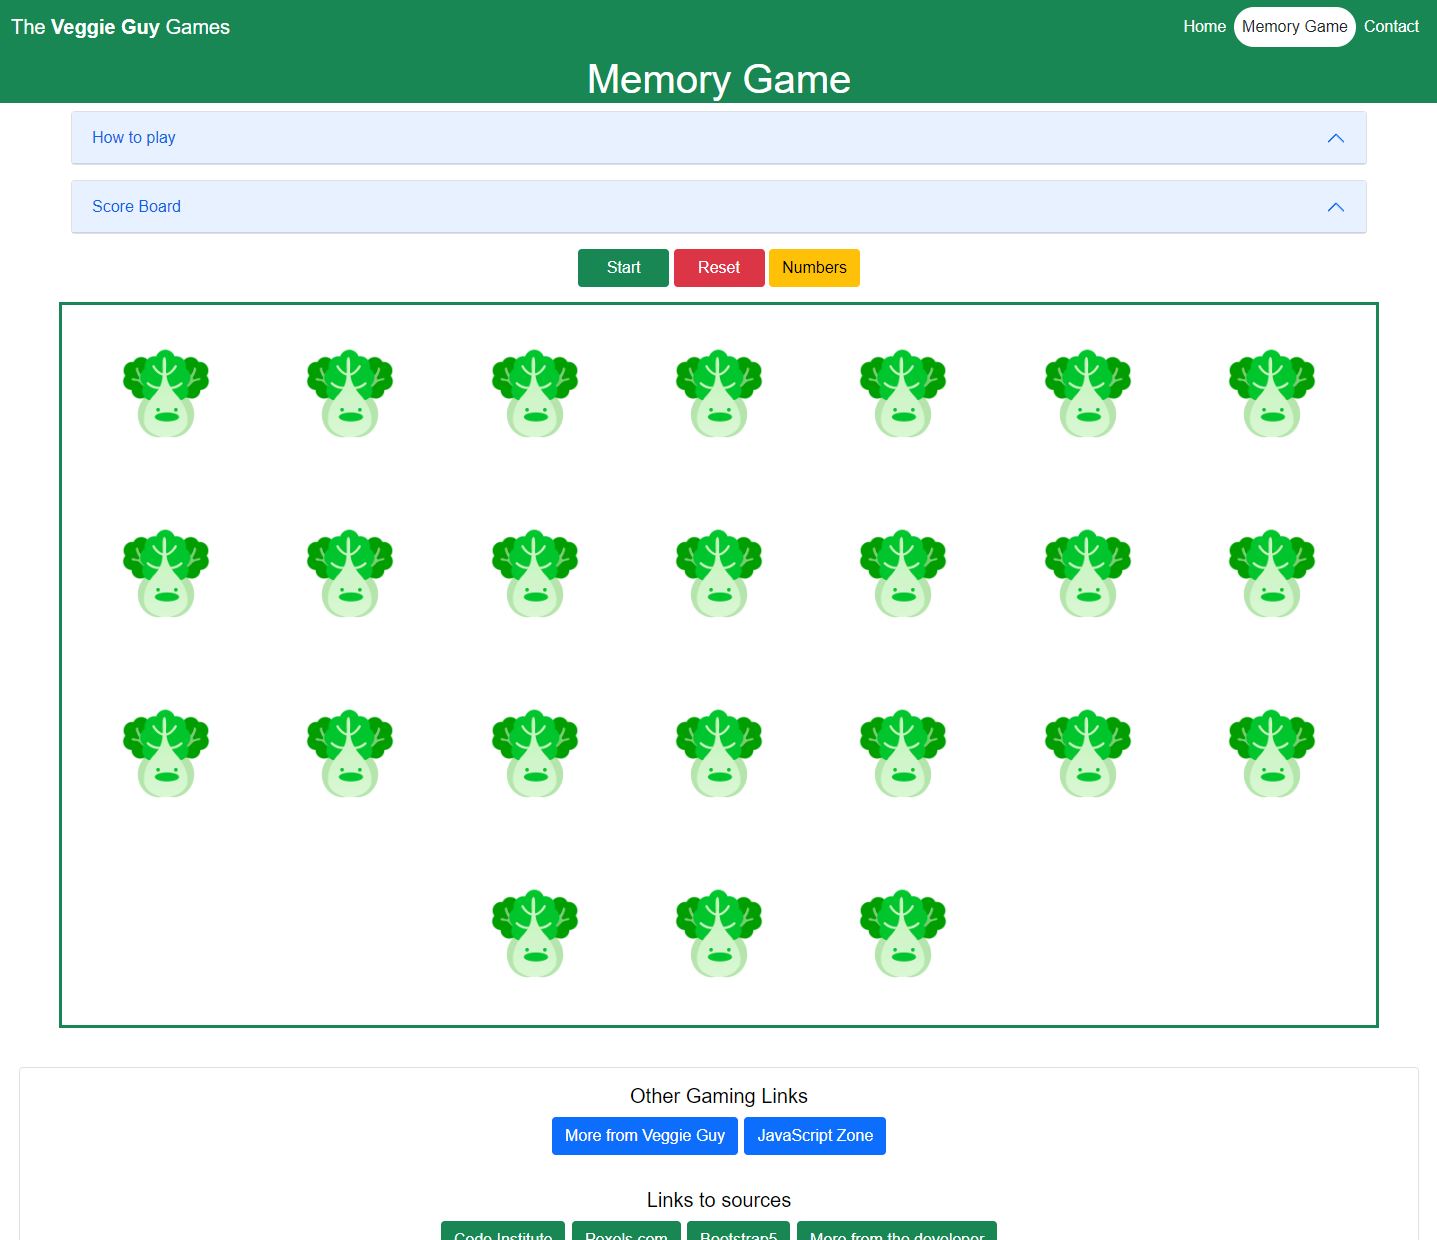 The Veggie Guy Games
Home
Memory Game
Contact
Memory Game
How to play
Score Board
Start
Reset
Numbers
Other Gaming Links
More from Veggie Guy
JavaScript Zone
Links to sources
Code Institute
Pexels.com
Bootstrap5
More from the developer